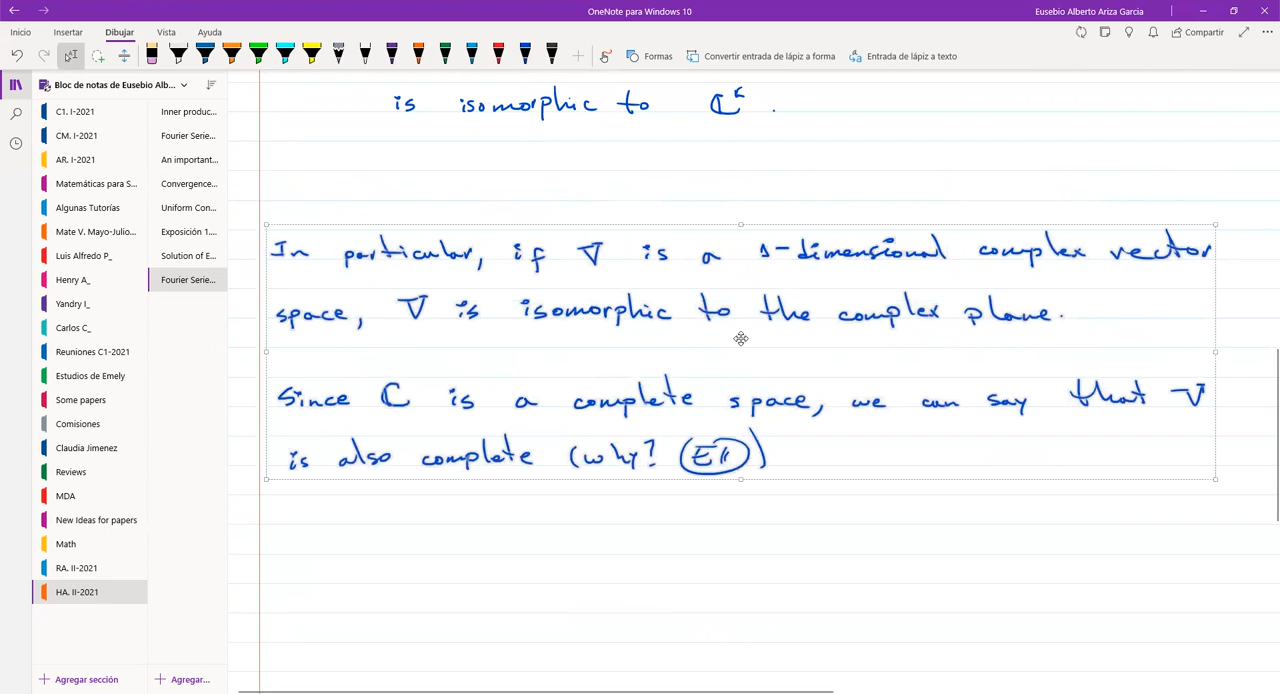 OneNote para Windows 10
Eusebio Alberto Ariza Garcia
Inicio Insertar Dibujar Vista Ayuda
Compartir
Formas Convertir entrada de lápiz a forma Entrada de lápiz a texto
Bloc de notas de Eusebio Alb...
C1. I-2021
CM. I-2021
AR. I-2021
Matemáticas para S...
Algunas Tutorías
Mate V. Mayo-Julio...
Luis Alfredo P_
Henry A_
Yandry I_
Carlos C_
Reuniones C1-2021
Estudios de Emely
Some papers
Comisiones
Claudia Jimenez
Reviews
MDA
New Ideas for papers
Math
RA. II-2021
HA. II-2021
Agregar sección
Inner produc...
Fourier Serie...
An important...
Convergence...
Uniform Con...
Exposición 1....
Solution of E...
Fourier Serie...
Agregar...
is isomorphic to ℂ .
In particular, if V is a 1-dimensional complex vector
space, V is isomorphic to the complex plane.
Since ℂ is a complete space, we can say that V
is also complete (why?